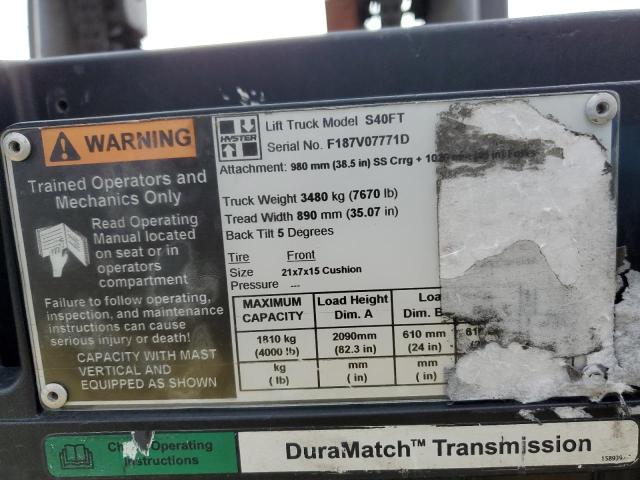 WARNING
Trained Operators and
Mechanics Only
Read Operating
Manual located
on seat or in
operators
compartment
Failure to follow operating,
inspection, and maintenance
instructions can cause
serious injury or death!
CAPACITY WITH MAST
VERTICAL AND
EQUIPPED AS SHOWN
HYSTER
Lift Truck Model S40FT
Serial No. F187V07771D
Attachment: 980 mm (38.5 in) SS Crrg +
Truck Weight 3480 kg (7670 lb)
Tread Width 890 mm (35.07 in)
Back Tilt 5 Degrees
Tire Front
Size 21x7x15 Cushion
Pressure ---
MAXIMUM CAPACITY Load Height Dim. A Dim. B
1810 kg (4000 lb) 2090mm (82.3 in) 610 mm (24 in)
kg (lb) mm (in) mm (in)
Operating
Instructions
DuraMatch™ Transmission